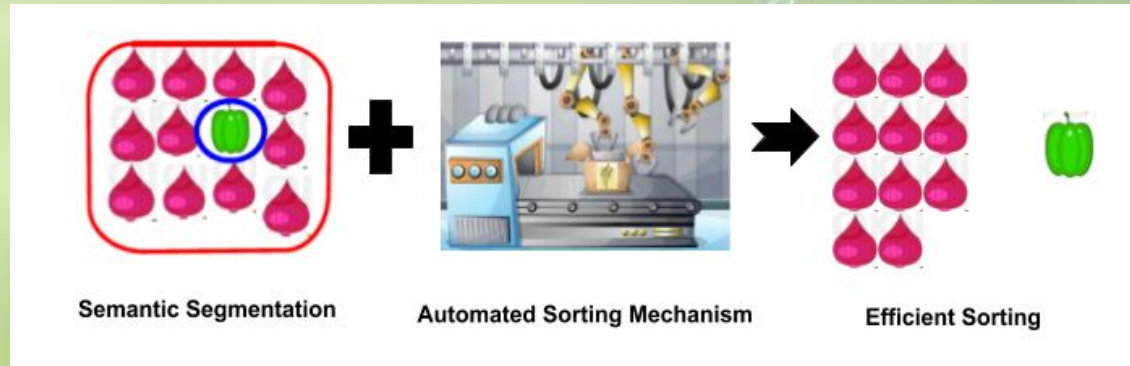 Semantic Segmentation
Automated Sorting Mechanism
Efficient Sorting